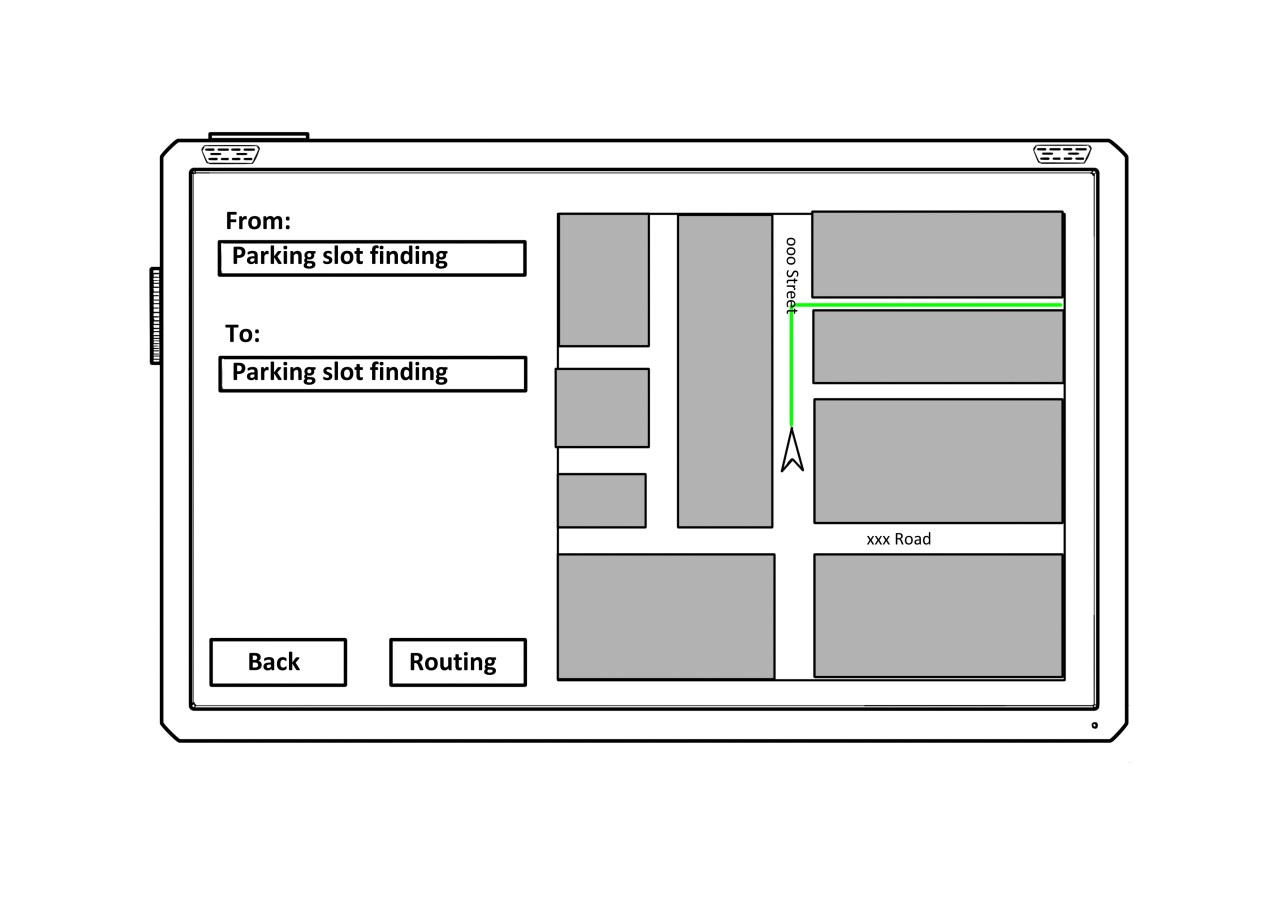 From:
Parking slot finding
To:
Parking slot finding
Back
Routing
ooo Street
xxx Road